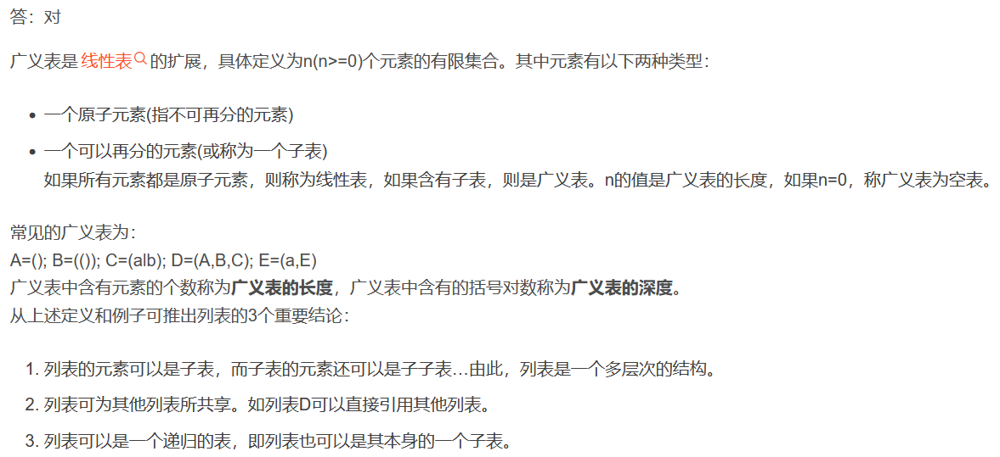 答：对
广义表是 线性表 的扩展，具体定义为n(n>=0)个元素的有限集合。其中元素有以下两种类型：
• 一个原子元素(指不可再分的元素)
• 一个可以再分的元素(或称为一个子表)
如果所有元素都是原子元素，则称为线性表，如果含有子表，则是广义表。n的值是广义表的长度，如果n=0，称广义表为空表。
常见的广义表为：
A=(); B=(()); C=(alb); D=(A,B,C); E=(a,E)
广义表中含有元素的个数称为广义表的长度，广义表中含有的括号对数称为广义表的深度。
从上述定义和例子可推出列表的3个重要结论：
1. 列表的元素可以是子表，而子表的元素还可以是子子表…由此，列表是一个多层次的结构。
2. 列表可为其他列表所共享。如列表D可以直接引用其他列表。
3. 列表可以是一个递归的表，即列表也可以是其本身的一个子表。